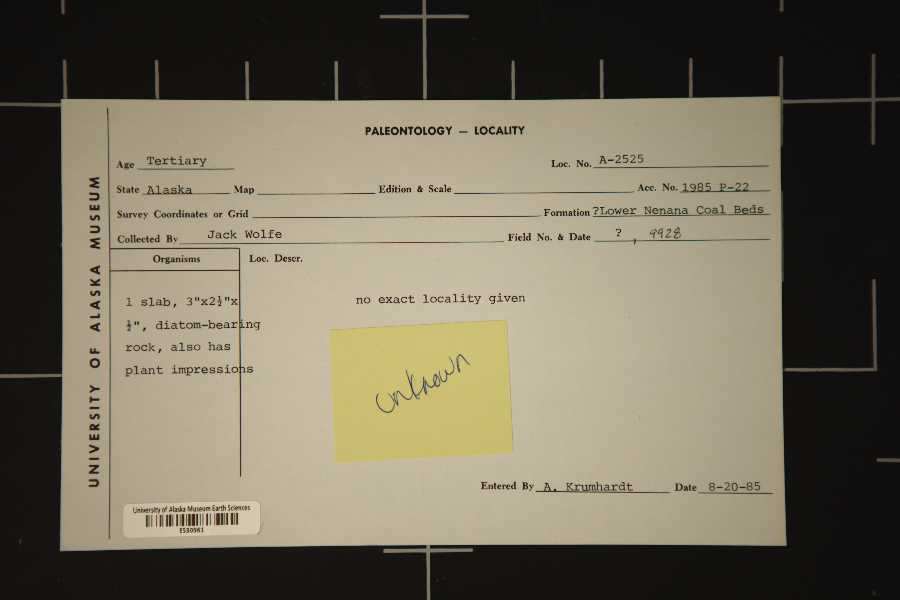 PALEONTOLOGY — LOCALITY
Age Tertiary Loc. No. A-2525
State Alaska Map Edition & Scale Acc. No. 1985 P-22
Survey Coordinates or Grid Formation ?Lower Nenana Coal Beds
Collected By Jack Wolfe Field No. & Date ? , 9928
Organisms Loc. Descr.
1 slab, 3"x2½"x
½", diatom-bearing
rock, also has
plant impressions
no exact locality given
unknown
Entered By A. Krumhardt Date 8-20-85
UNIVERSITY OF ALASKA MUSEUM
University of Alaska Museum Earth Sciences
ES30961